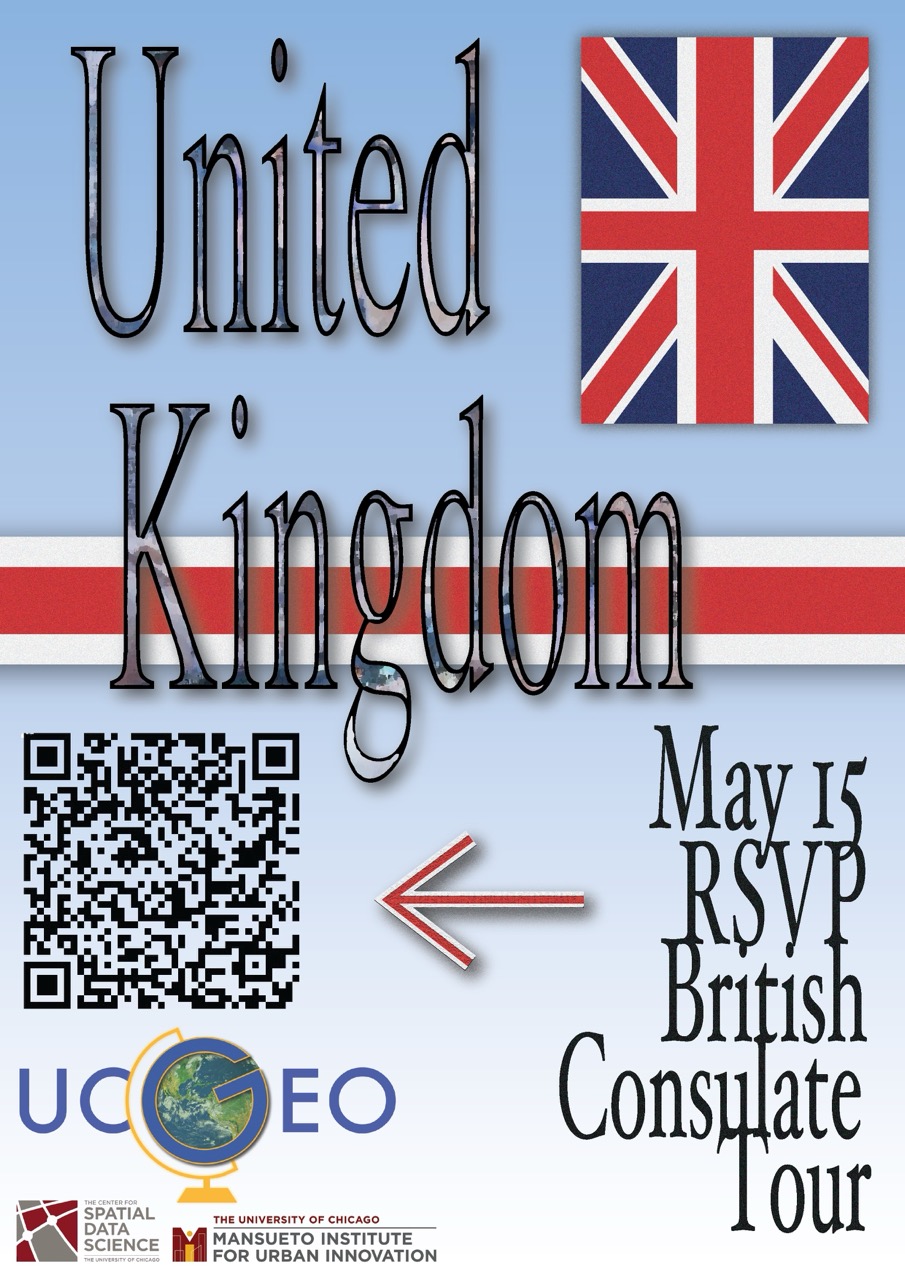 United
Kingdom
May 15
RSVP
British
Consulate
Tour
UCGEO
THE CENTER FOR
SPATIAL
DATA
SCIENCE
THE UNIVERSITY OF CHICAGO
THE UNIVERSITY OF CHICAGO
MANSUETO INSTITUTE
FOR URBAN INNOVATION